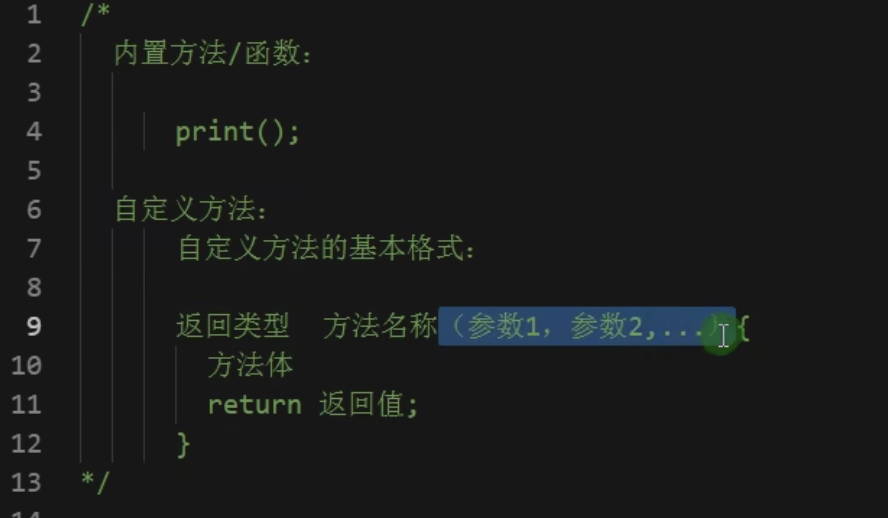 1 /*
2 内置方法/函数：
3
4 print();
5
6 自定义方法：
7 自定义方法的基本格式：
8
9 返回类型 方法名称（参数1，参数2,...）{
10 方法体
11 return 返回值;
12 }
13 */